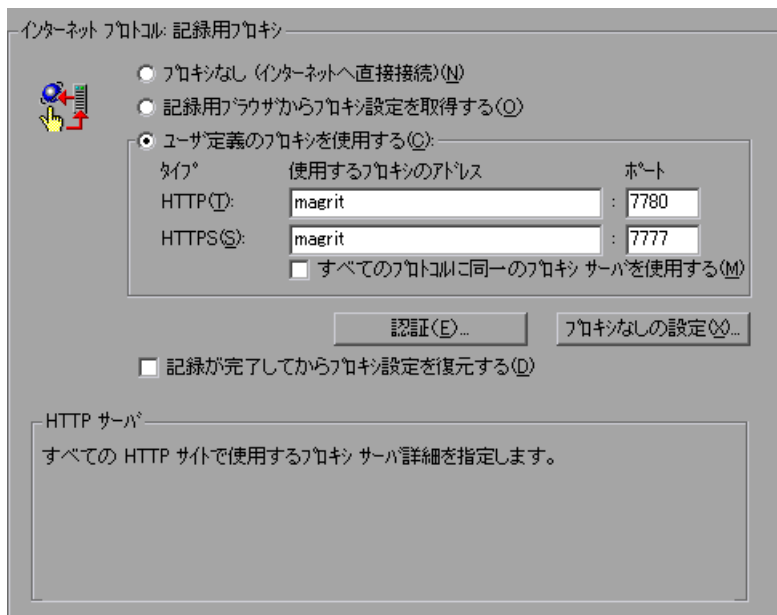 インターネット プロトコル: 記録用プロキシ
プロキシなし (インターネットへ直接接続)(N)
記録用ブラウザからプロキシ設定を取得する(O)
ユーザ定義のプロキシを使用する(C):
タイプ 使用するプロキシのアドレス ポート
HTTP(T): magrit : 7780
HTTPS(S): magrit : 7777
すべてのプロトコルに同一のプロキシ サーバを使用する(M)
認証(E)... プロキシなしの設定(X)...
記録が完了してからプロキシ設定を復元する(D)
HTTP サーバ
すべての HTTP サイトで使用するプロキシ サーバ詳細を指定します。